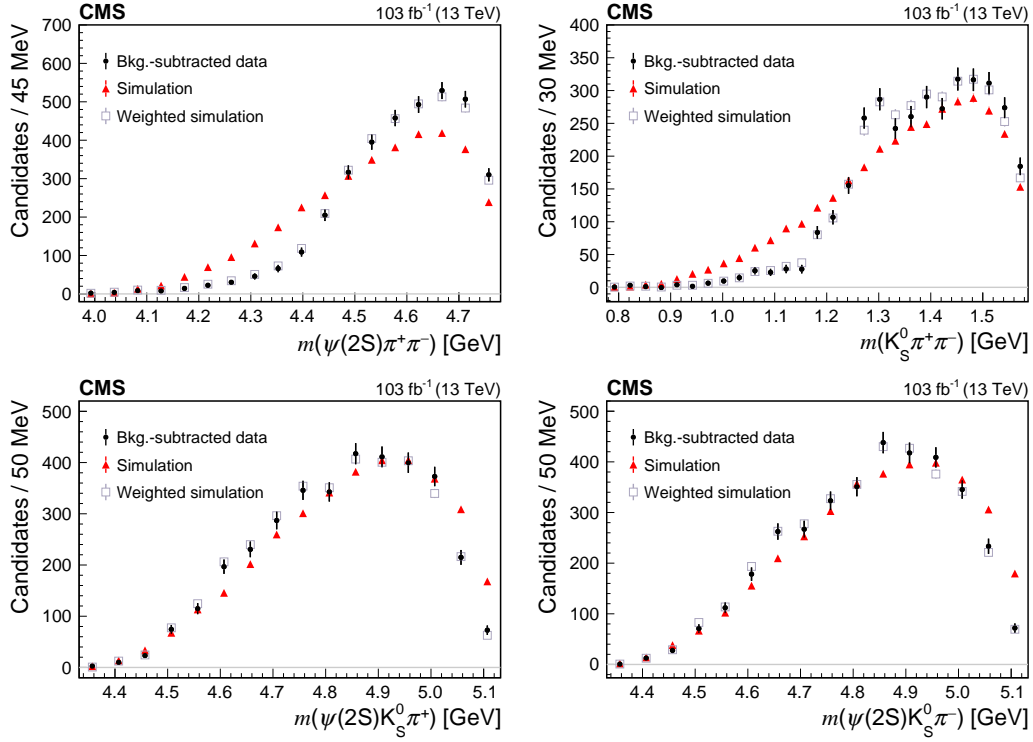 CMS 103 fb⁻¹ (13 TeV)
Candidates / 45 MeV
700
600
500
400
300
200
100
0
Bkg.-subtracted data
Simulation
Weighted simulation
4.0 4.1 4.2 4.3 4.4 4.5 4.6 4.7
m(ψ(2S)π⁺π⁻) [GeV]
CMS 103 fb⁻¹ (13 TeV)
Candidates / 30 MeV
400
350
300
250
200
150
100
50
0
Bkg.-subtracted data
Simulation
Weighted simulation
0.8 0.9 1.0 1.1 1.2 1.3 1.4 1.5
m(K⁰_Sπ⁺π⁻) [GeV]
CMS 103 fb⁻¹ (13 TeV)
Candidates / 50 MeV
500
400
300
200
100
0
Bkg.-subtracted data
Simulation
Weighted simulation
4.4 4.5 4.6 4.7 4.8 4.9 5.0 5.1
m(ψ(2S)K⁰_Sπ⁺) [GeV]
CMS 103 fb⁻¹ (13 TeV)
Candidates / 50 MeV
500
400
300
200
100
0
Bkg.-subtracted data
Simulation
Weighted simulation
4.4 4.5 4.6 4.7 4.8 4.9 5.0 5.1
m(ψ(2S)K⁰_Sπ⁻) [GeV]